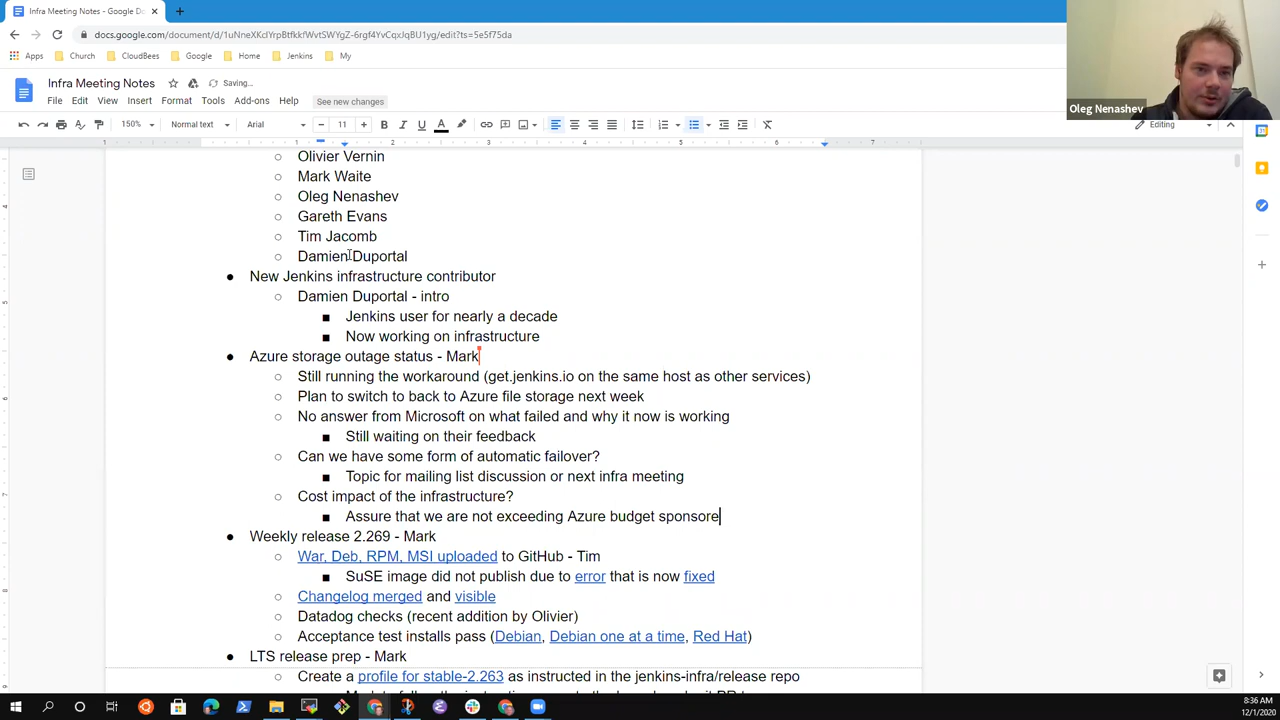 Infra Meeting Notes - Google Do
docs.google.com/document/d/1uNneXKcIYrpBtfkkfWvtSWYgZ-6rgf4YvCqxJqBU1yg/edit?ts=5e5f75da
Apps Church CloudBees Google Home Jenkins My
Oleg Nenashev
Infra Meeting Notes Saving...
File Edit View Insert Format Tools Add-ons Help See new changes
150% Normal text Arial 11 B I U A Editing
1 1 2 3 4 5 6 7
Olivier Vernin
Mark Waite
Oleg Nenashev
Gareth Evans
Tim Jacomb
Damien Duportal
New Jenkins infrastructure contributor
Damien Duportal - intro
Jenkins user for nearly a decade
Now working on infrastructure
Azure storage outage status - Mark
Still running the workaround (get.jenkins.io on the same host as other services)
Plan to switch to back to Azure file storage next week
No answer from Microsoft on what failed and why it now is working
Still waiting on their feedback
Can we have some form of automatic failover?
Topic for mailing list discussion or next infra meeting
Cost impact of the infrastructure?
Assure that we are not exceeding Azure budget sponsore
Weekly release 2.269 - Mark
War, Deb, RPM, MSI uploaded to GitHub - Tim
SuSE image did not publish due to error that is now fixed
Changelog merged and visible
Datadog checks (recent addition by Olivier)
Acceptance test installs pass (Debian, Debian one at a time, Red Hat)
LTS release prep - Mark
Create a profile for stable-2.263 as instructed in the jenkins-infra/release repo
8:36 AM
12/1/2020